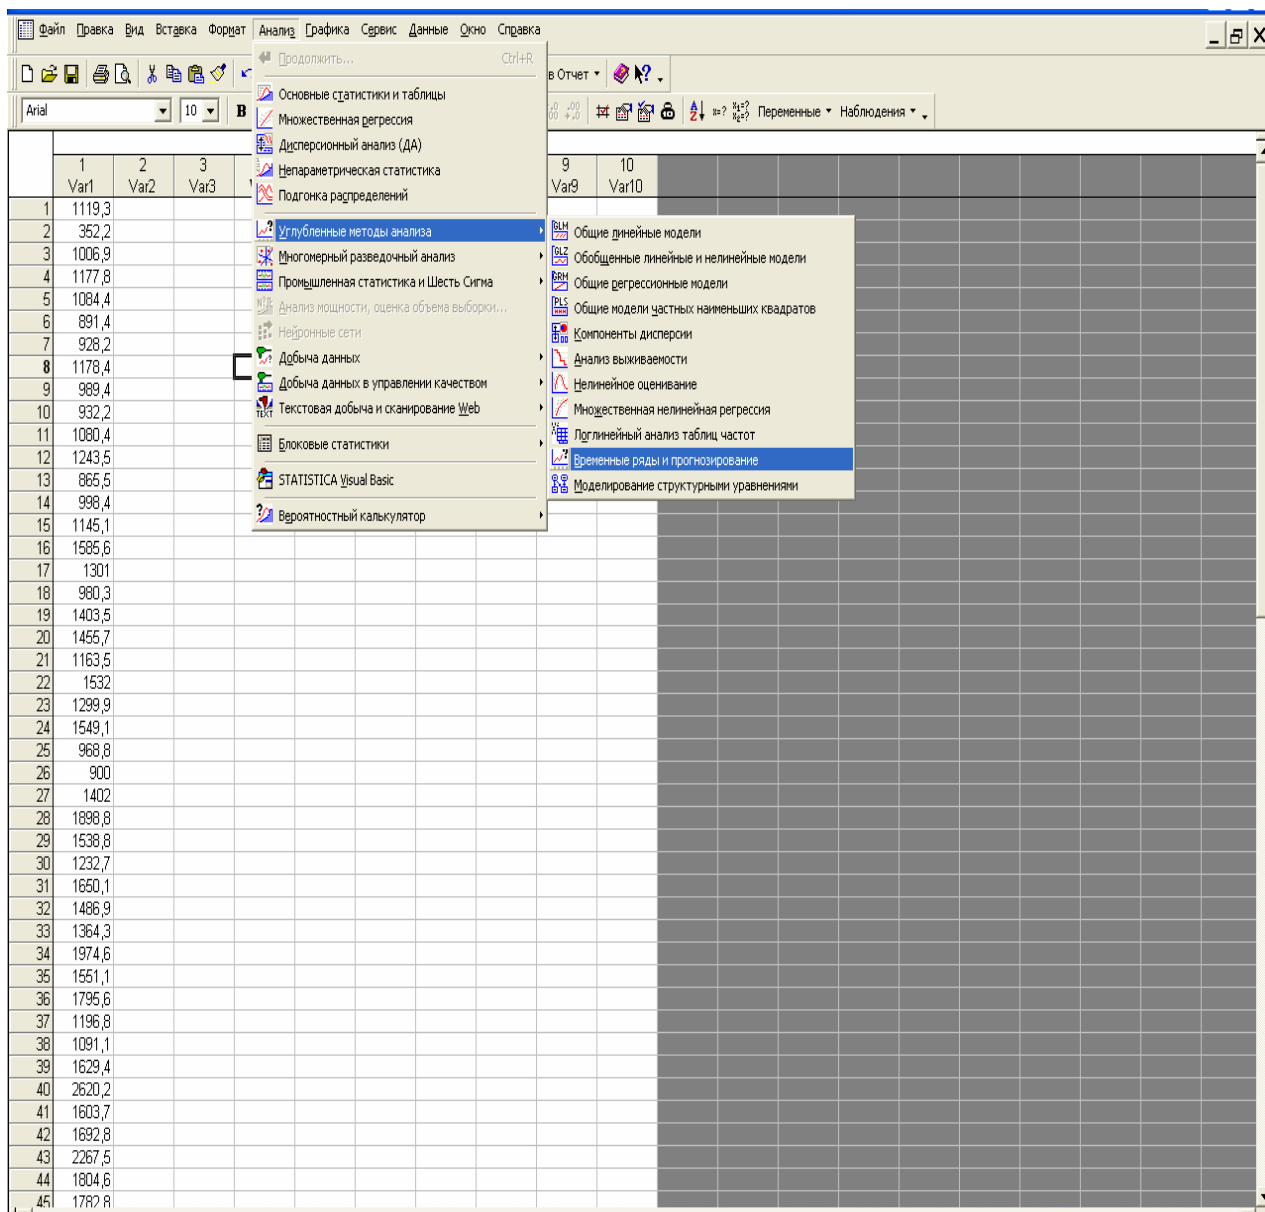 Файл Правка Вид Вставка Формат Анализ Графика Сервис Данные Окно Справка
Продолжить... Ctrl+R
в Отчет
Arial 10 B
Переменные Наблюдения
Основные статистики и таблицы
Множественная регрессия
Дисперсионный анализ (ДА)
Непараметрическая статистика
Подгонка распределений
Углубленные методы анализа
Многомерный разведочный анализ
Промышленная статистика и Шесть Сигма
Анализ мощности, оценка объема выборки...
Нейронные сети
Добыча данных
Добыча данных в управлении качеством
Текстовая добыча и сканирование Web
Блоковые статистики
STATISTICA Visual Basic
Вероятностный калькулятор
Общие линейные модели
Обобщенные линейные и нелинейные модели
Общие регрессионные модели
Общие модели частных наименьших квадратов
Компоненты дисперсии
Анализ выживаемости
Нелинейное оценивание
Множественная нелинейная регрессия
Логлинейный анализ таблиц частот
Временные ряды и прогнозирование
Моделирование структурными уравнениями
1 2 3 9 10
Var1 Var2 Var3 Var9 Var10
1 1119,3
2 352,2
3 1006,9
4 1177,8
5 1084,4
6 891,4
7 928,2
8 1178,4
9 989,4
10 932,2
11 1080,4
12 1243,5
13 865,5
14 998,4
15 1145,1
16 1585,6
17 1301
18 980,3
19 1403,5
20 1455,7
21 1163,5
22 1532
23 1299,9
24 1549,1
25 968,8
26 900
27 1402
28 1898,8
29 1538,8
30 1232,7
31 1650,1
32 1486,9
33 1364,3
34 1974,6
35 1551,1
36 1795,6
37 1196,8
38 1091,1
39 1629,4
40 2620,2
41 1603,7
42 1692,8
43 2267,5
44 1804,6
45 1782,8